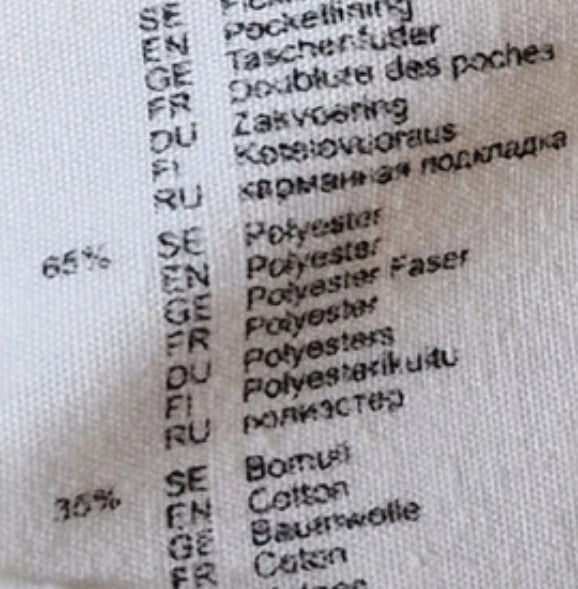 SE
EN Pockellining
GE Taschenfutter
FR Doublure des poches
DU Zakvoering
FI Kotelovuoraus
RU карманная подкладка
65% SE Polyester
EN Polyester
GE Polyester Faser
FR Polyester
DU Polyesters
FI Polyesterikuitu
RU полиэстер
35% SE Bomull
EN Cotton
GE Baumwolle
FR Coton